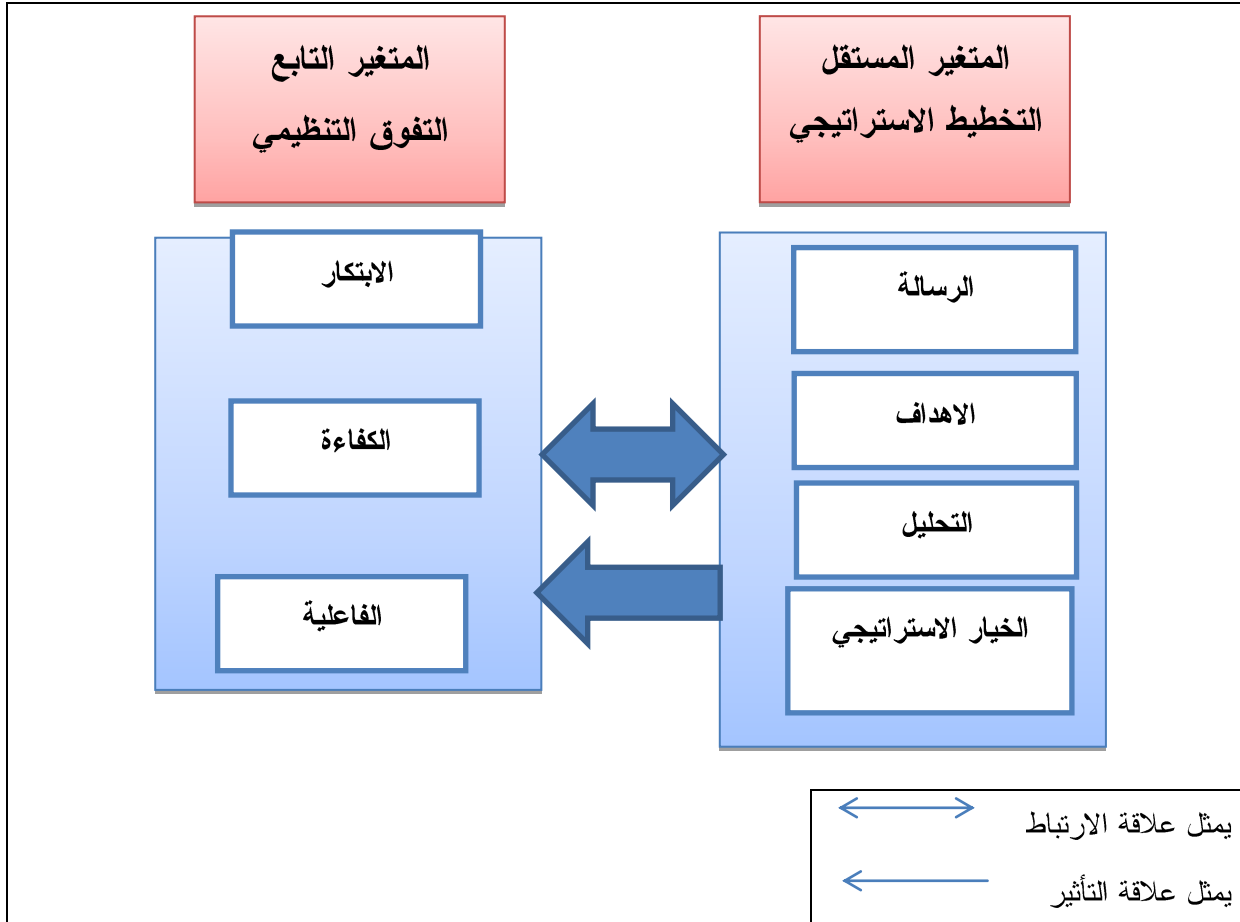 المتغير المستقل
التخطيط الاستراتيجي
المتغير التابع
التفوق التنظيمي
الرسالة
الاهداف
التحليل
الخيار الاستراتيجي
الابتكار
الكفاءة
الفاعلية
يمثل علاقة الارتباط
يمثل علاقة التأثير